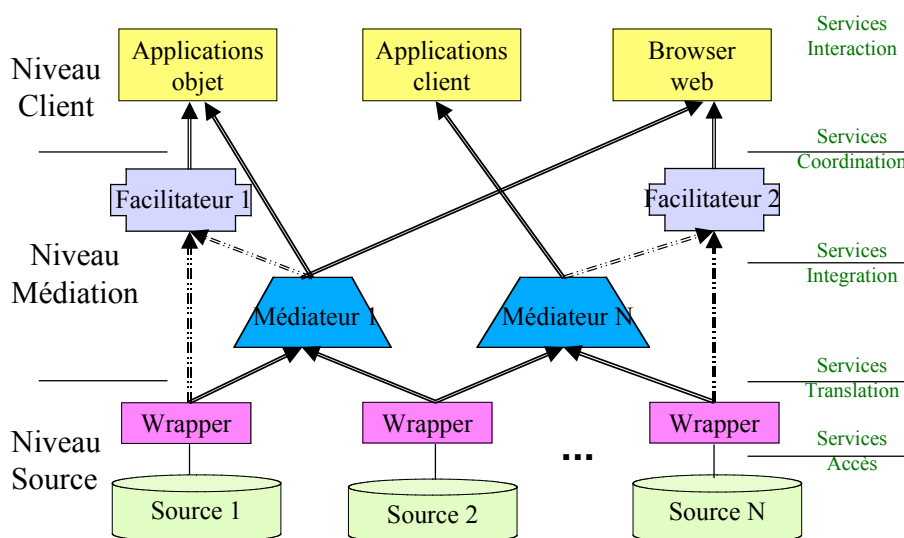 Services
Interaction
Applications
objet
Applications
client
Browser
web
Niveau
Client
Services
Coordination
Facilitateur 1
Facilitateur 2
Niveau
Médiation
Services
Integration
Médiateur 1
Médiateur N
Services
Translation
Wrapper
Wrapper
Wrapper
Niveau
Source
...
Services
Accès
Source 1
Source 2
Source N